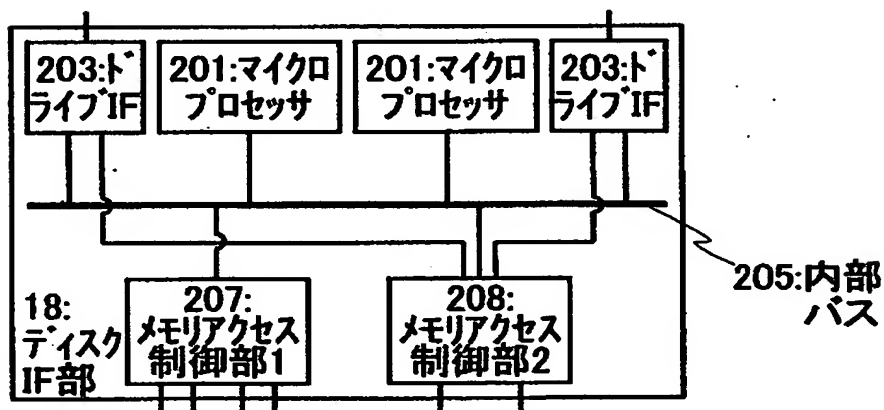 203:ド
ライブIF
201:マイクロ
プロセッサ
201:マイクロ
プロセッサ
203:ド
ライブIF
205:内部
バス
18:
ディスク
IF部
207:
メモリアクセス
制御部1
208:
メモリアクセス
制御部2